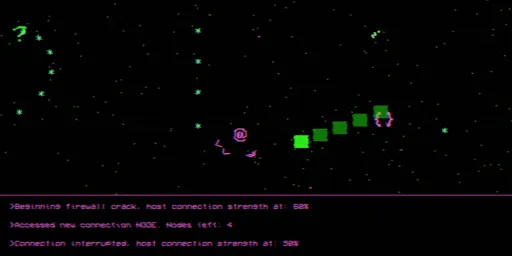 ?
@
{}
>Beginning firewall crack, host connection strength at: 60%
>Accessed new connection NODE. Nodes left: 4
>Connection interrupted, host connection strength at: 50%